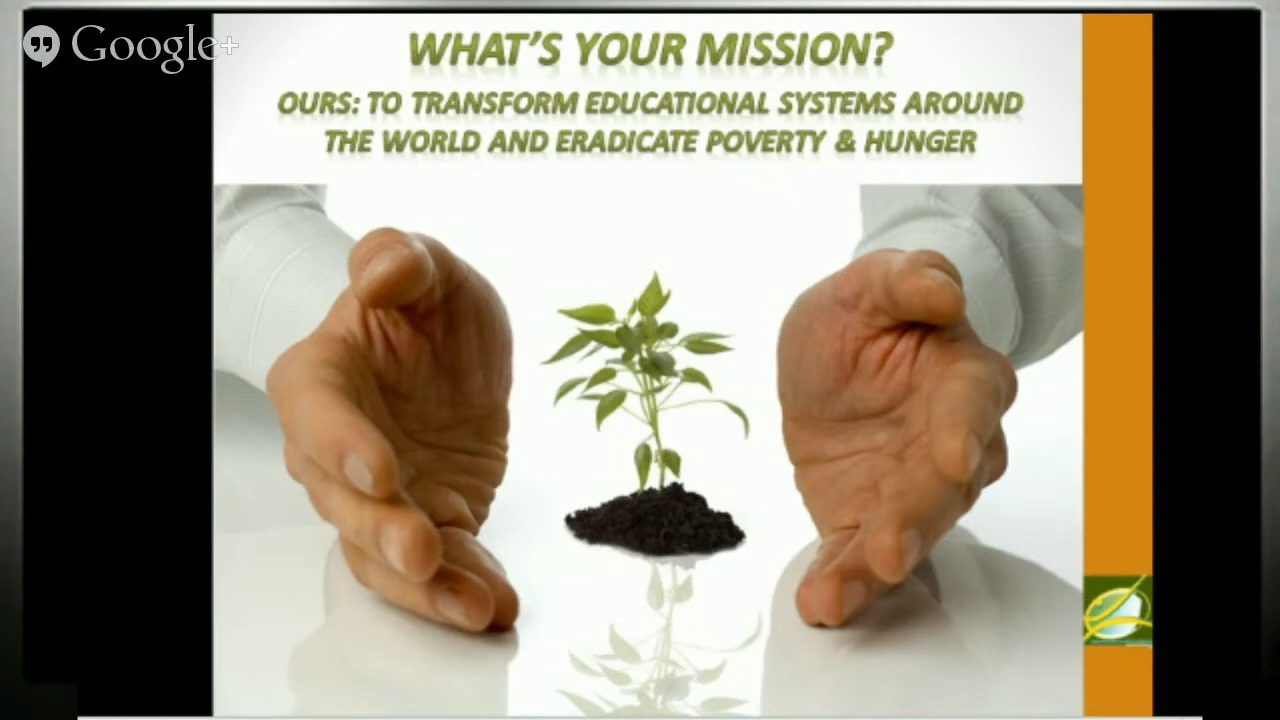 Google+
WHAT'S YOUR MISSION?
OURS: TO TRANSFORM EDUCATIONAL SYSTEMS AROUND
THE WORLD AND ERADICATE POVERTY & HUNGER